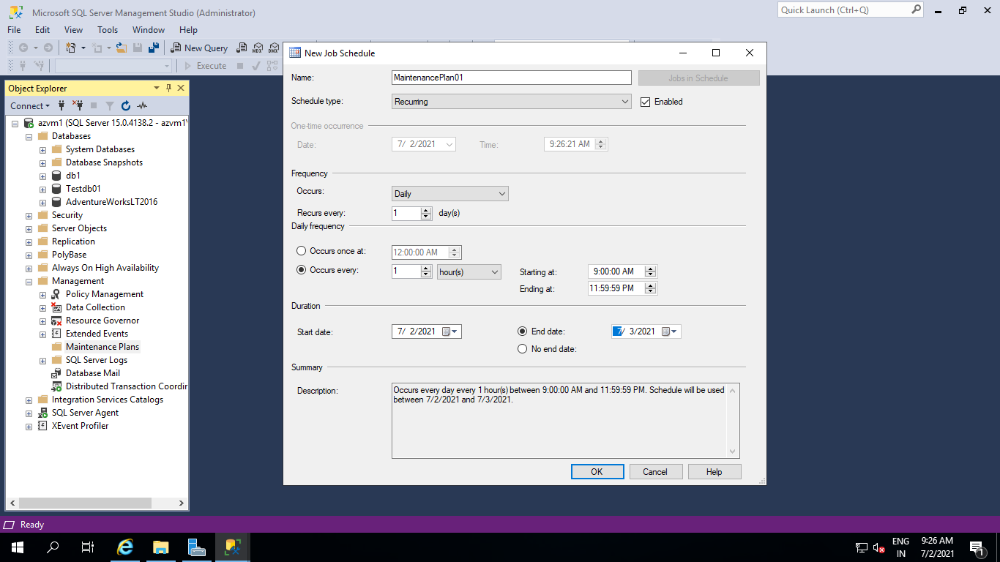 Microsoft SQL Server Management Studio (Administrator)
Quick Launch (Ctrl+Q)
File Edit View Tools Window Help
New Query
MDX
DMX
Execute
Object Explorer
Connect
azvm1 (SQL Server 15.0.4138.2 - azvm1\
Databases
System Databases
Database Snapshots
db1
Testdb01
AdventureWorksLT2016
Security
Server Objects
Replication
PolyBase
Always On High Availability
Management
Policy Management
Data Collection
Resource Governor
Extended Events
Maintenance Plans
SQL Server Logs
Database Mail
Distributed Transaction Coordin
Integration Services Catalogs
SQL Server Agent
XEvent Profiler
New Job Schedule
Name: MaintenancePlan01 Jobs in Schedule
Schedule type: Recurring Enabled
One-time occurrence
Date: 7/ 2/2021 Time: 9:26:21 AM
Frequency
Occurs: Daily
Recurs every: 1 day(s)
Daily frequency
Occurs once at: 12:00:00 AM
Occurs every: 1 hour(s) Starting at: 9:00:00 AM
Ending at: 11:59:59 PM
Duration
Start date: 7/ 2/2021 End date: 7/ 3/2021
No end date:
Summary
Description: Occurs every day every 1 hour(s) between 9:00:00 AM and 11:59:59 PM. Schedule will be used
between 7/2/2021 and 7/3/2021.
OK Cancel Help
Ready
ENG
IN
9:26 AM
7/2/2021
1